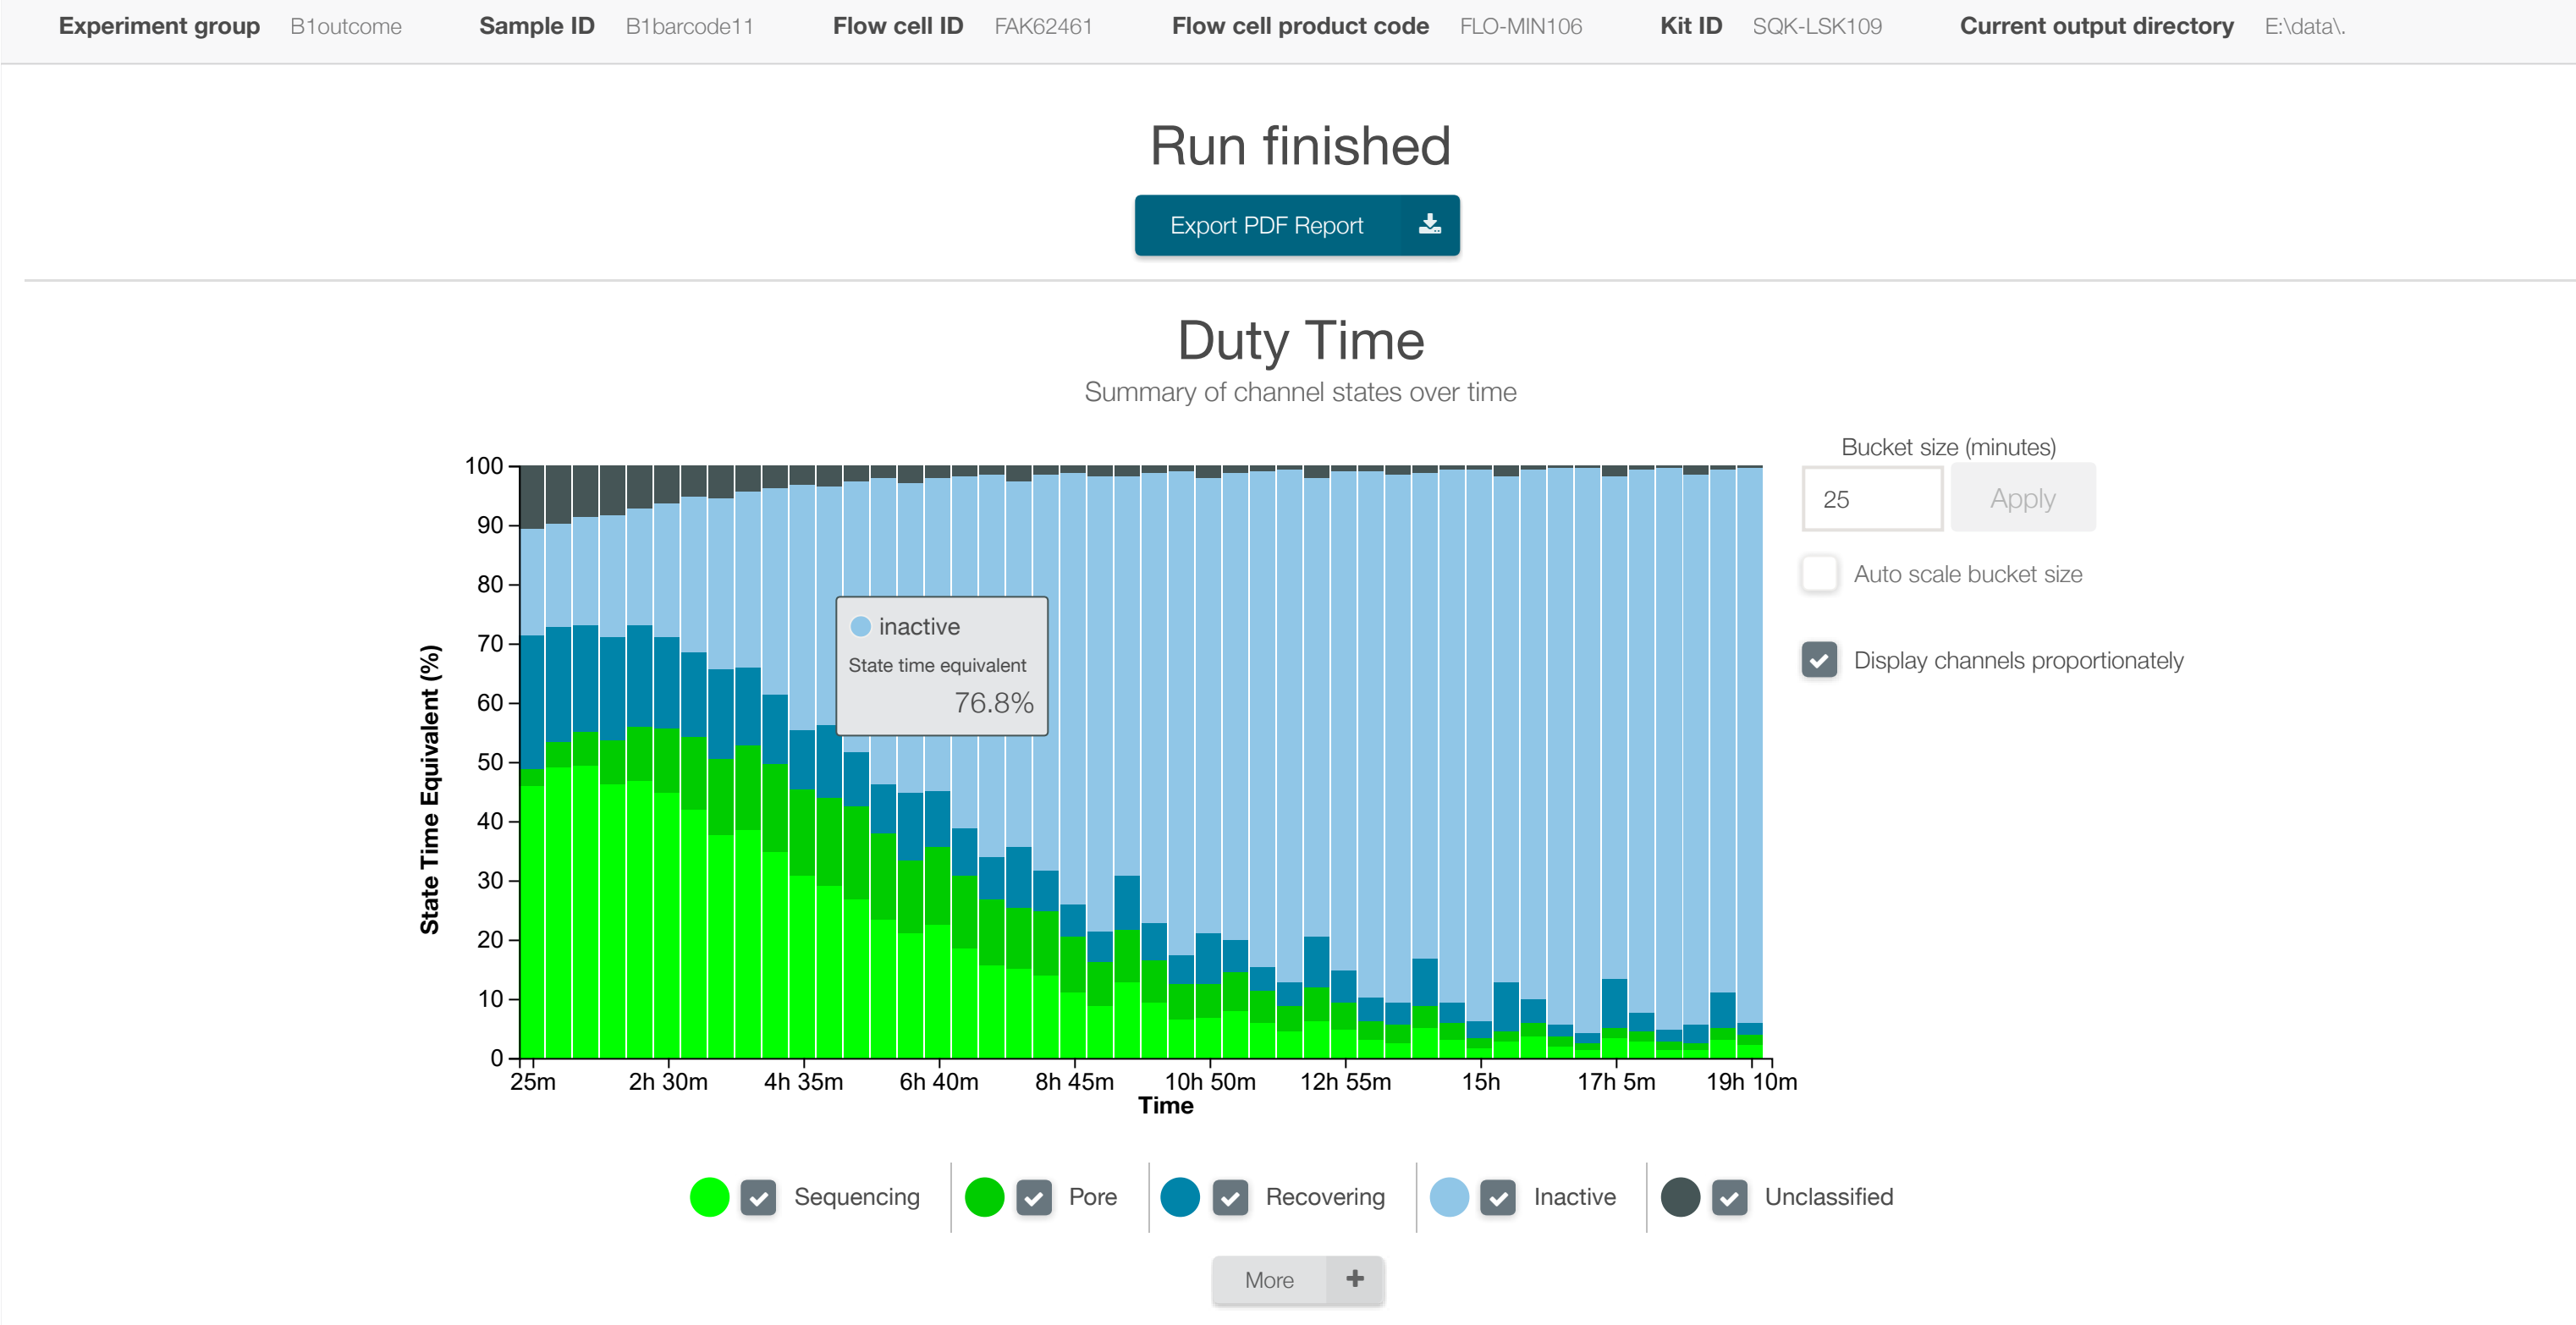 Experiment group B1outcome Sample ID B1barcode11 Flow cell ID FAK62461 Flow cell product code FLO-MIN106 Kit ID SQK-LSK109 Current output directory E:\data\.
Run finished
Export PDF Report
Duty Time
Summary of channel states over time
Bucket size (minutes)
25 Apply
Auto scale bucket size
Display channels proportionately
State Time Equivalent (%)
100
90
80
70
60
50
40
30
20
10
0
inactive
State time equivalent
76.8%
25m 2h 30m 4h 35m 6h 40m 8h 45m 10h 50m 12h 55m 15h 17h 5m 19h 10m
Time
Sequencing Pore Recovering Inactive Unclassified
More +